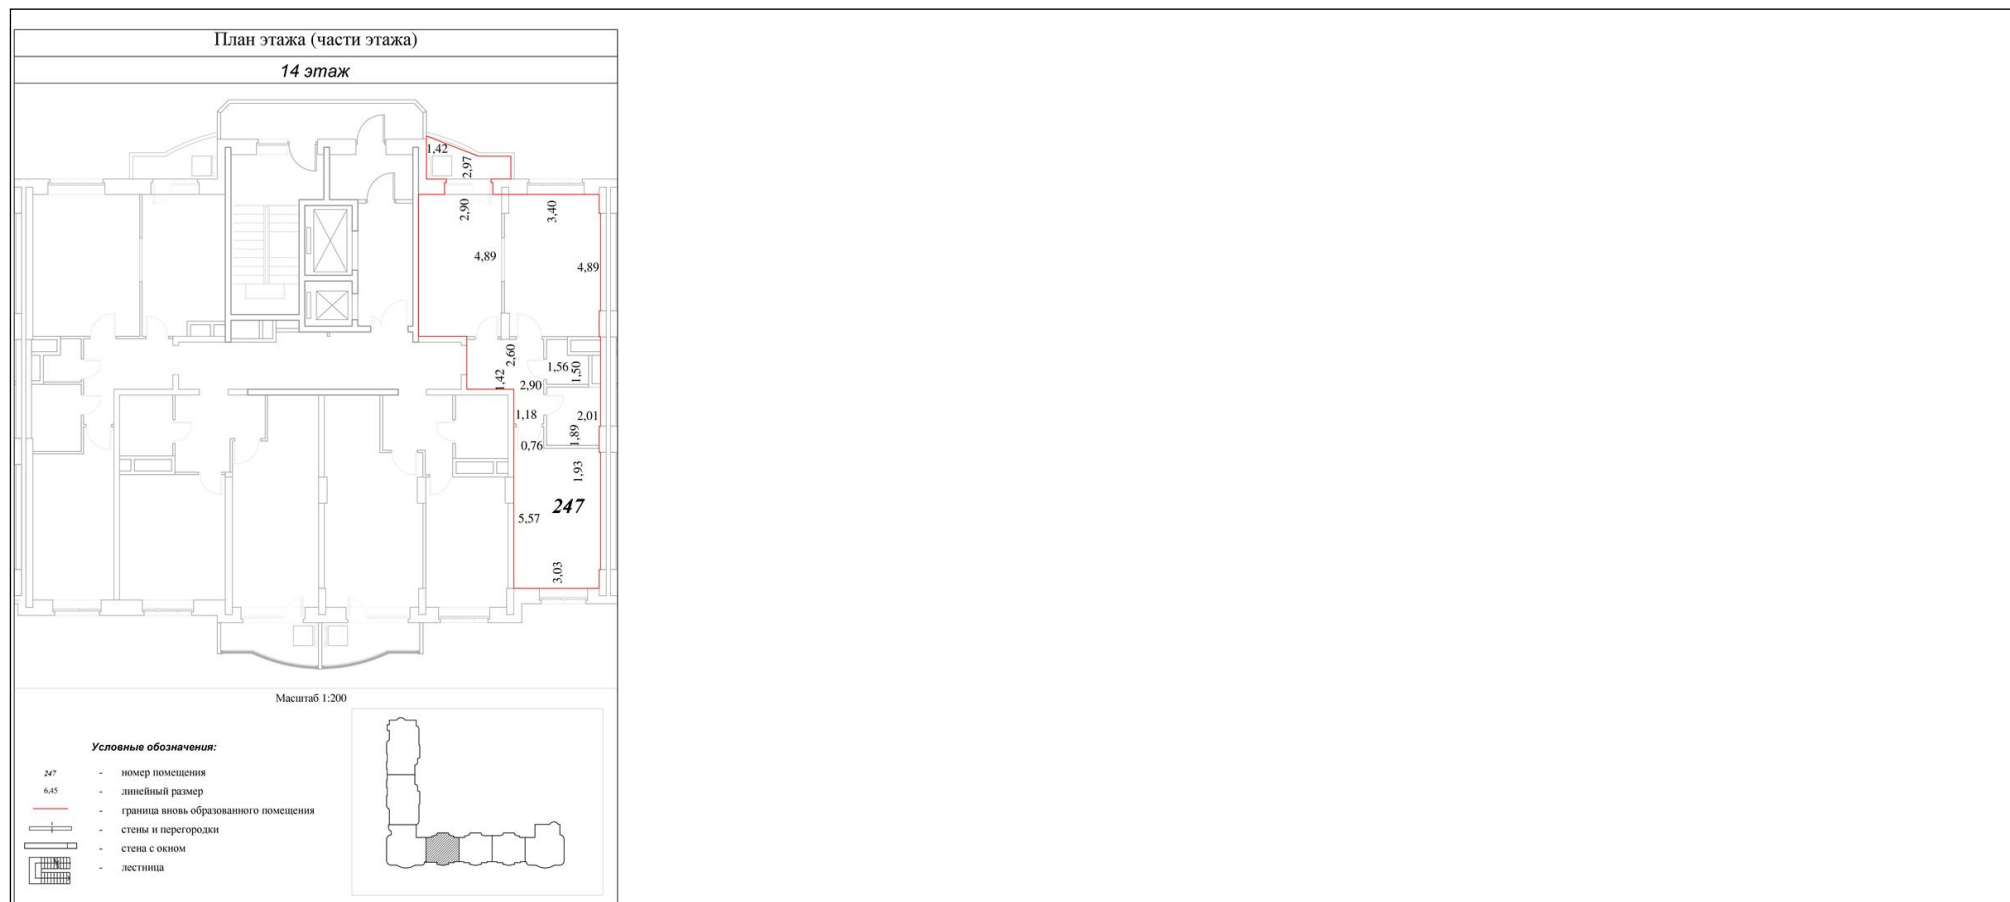 План этажа (части этажа)
14 этаж
1,42
2,97
2,90
3,40
4,89
4,89
2,60
1,56
1,50
1,42
2,90
1,18
2,01
1,89
0,76
1,93
247
5,57
3,03
Масштаб 1:200
Условные обозначения:
247 - номер помещения
6,45 - линейный размер
- граница вновь образованного помещения
- стены и перегородки
- стена с окном
- лестница